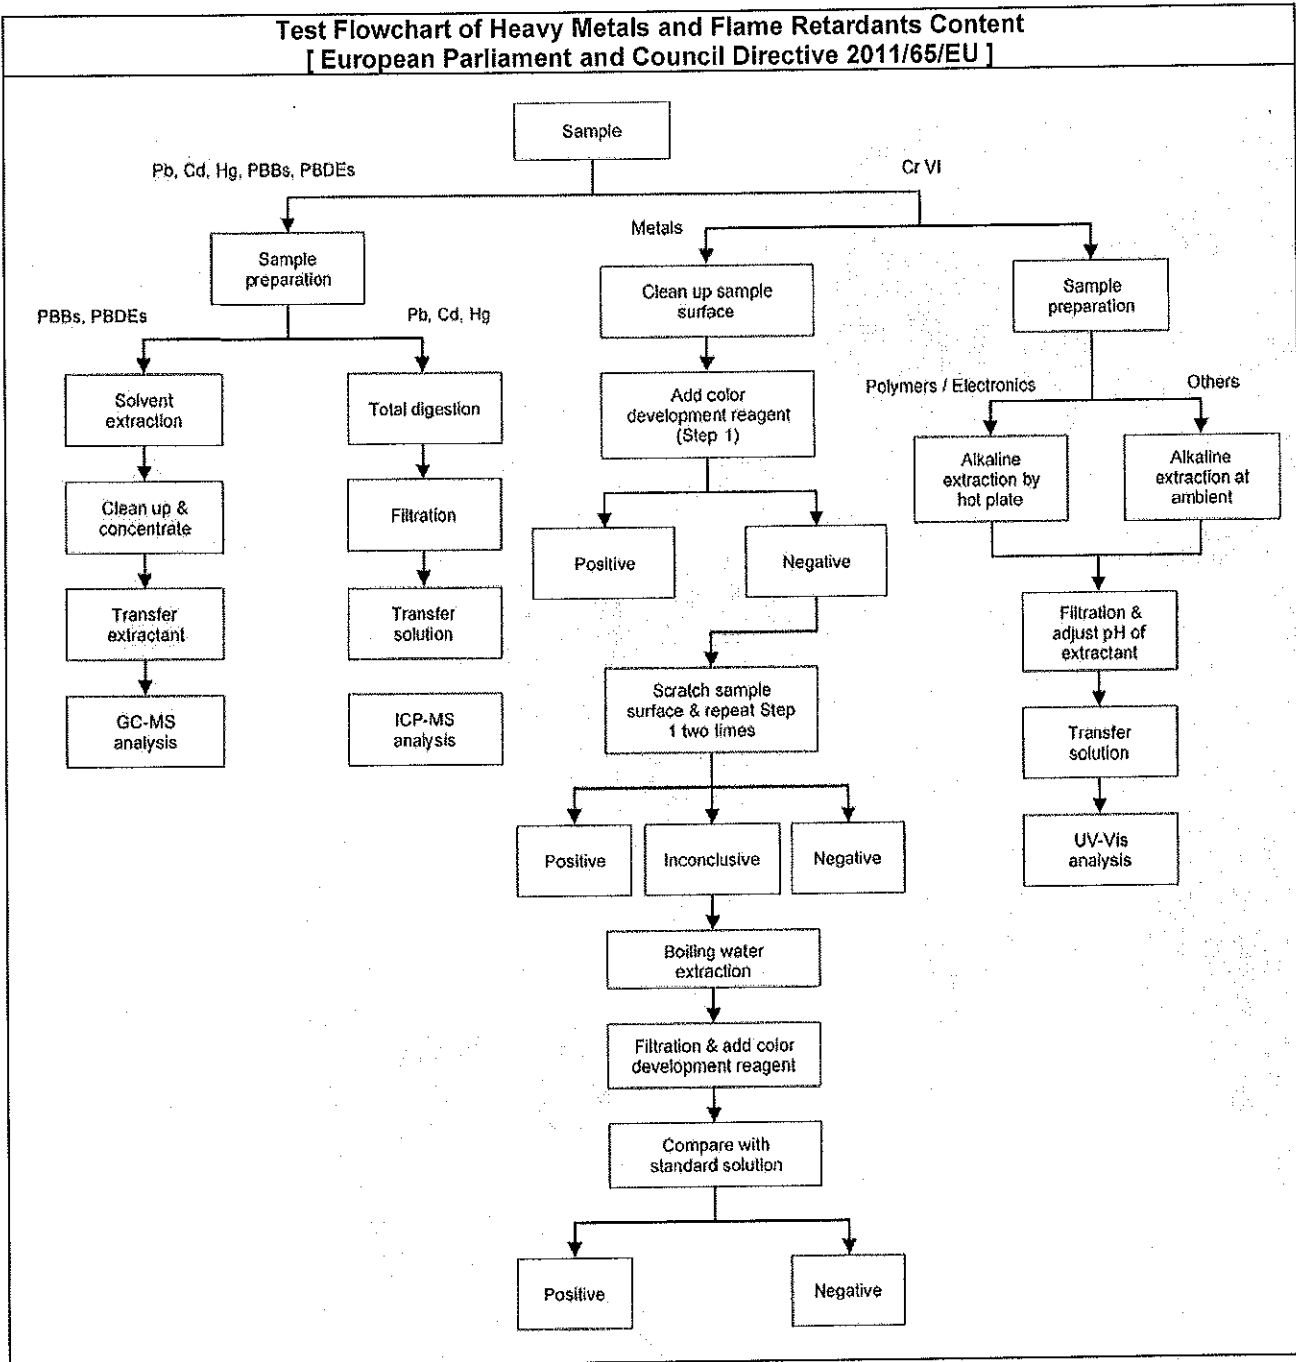 Test Flowchart of Heavy Metals and Flame Retardants Content
[ European Parliament and Council Directive 2011/65/EU ]
Sample
Pb, Cd, Hg, PBBs, PBDEs
Cr VI
Sample
preparation
PBBs, PBDEs
Pb, Cd, Hg
Solvent
extraction
Clean up &
concentrate
Transfer
extractant
GC-MS
analysis
Total digestion
Filtration
Transfer
solution
ICP-MS
analysis
Metals
Clean up sample
surface
Add color
development reagent
(Step 1)
Positive
Negative
Scratch sample
surface & repeat Step
1 two times
Positive
Inconclusive
Negative
Boiling water
extraction
Filtration & add color
development reagent
Compare with
standard solution
Positive
Negative
Sample
preparation
Polymers / Electronics
Others
Alkaline
extraction by
hot plate
Alkaline
extraction at
ambient
Filtration &
adjust pH of
extractant
Transfer
solution
UV-Vis
analysis